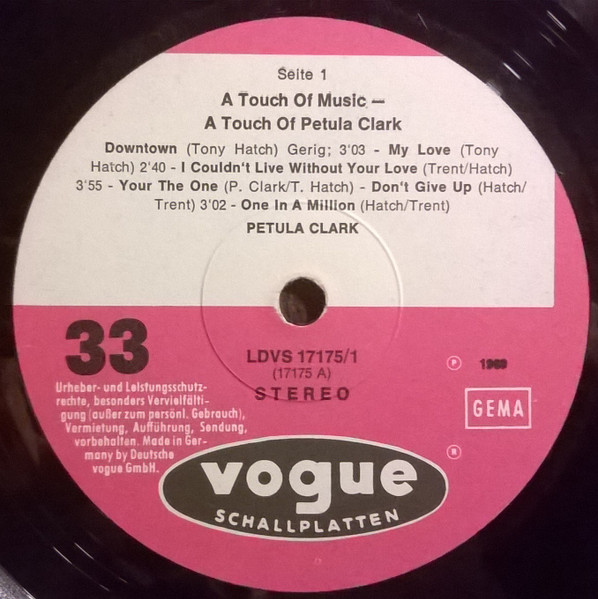 Seite 1
A Touch Of Music —
A Touch Of Petula Clark
Downtown (Tony Hatch) Gerig; 3'03 - My Love (Tony
Hatch) 2'40 - I Couldn't Live Without Your Love (Trent/Hatch)
3'55 - Your The One (P. Clark/T. Hatch) - Don't Give Up (Hatch/
Trent) 3'02 - One In A Million (Hatch/Trent)
PETULA CLARK
33
LDVS 17175/1
(17175 A)
STEREO
Ⓟ 1969
GEMA
Urheber- und Leistungsschutz-
rechte, besonders Vervielfälti-
gung (außer zum persönl. Gebrauch),
Vermietung, Aufführung, Sendung,
vorbehalten. Made in Ger-
many by Deutsche
vogue GmbH.
®
vogue
SCHALLPLATTEN